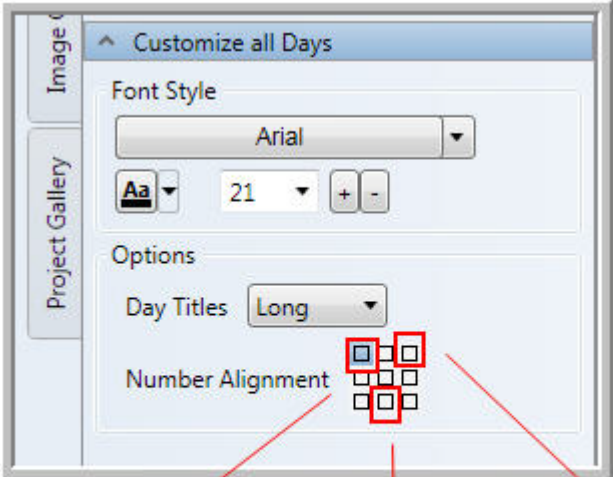 Image
Project Gallery
Customize all Days
Font Style
Arial
Aa
21
+
-
Options
Day Titles Long
Number Alignment